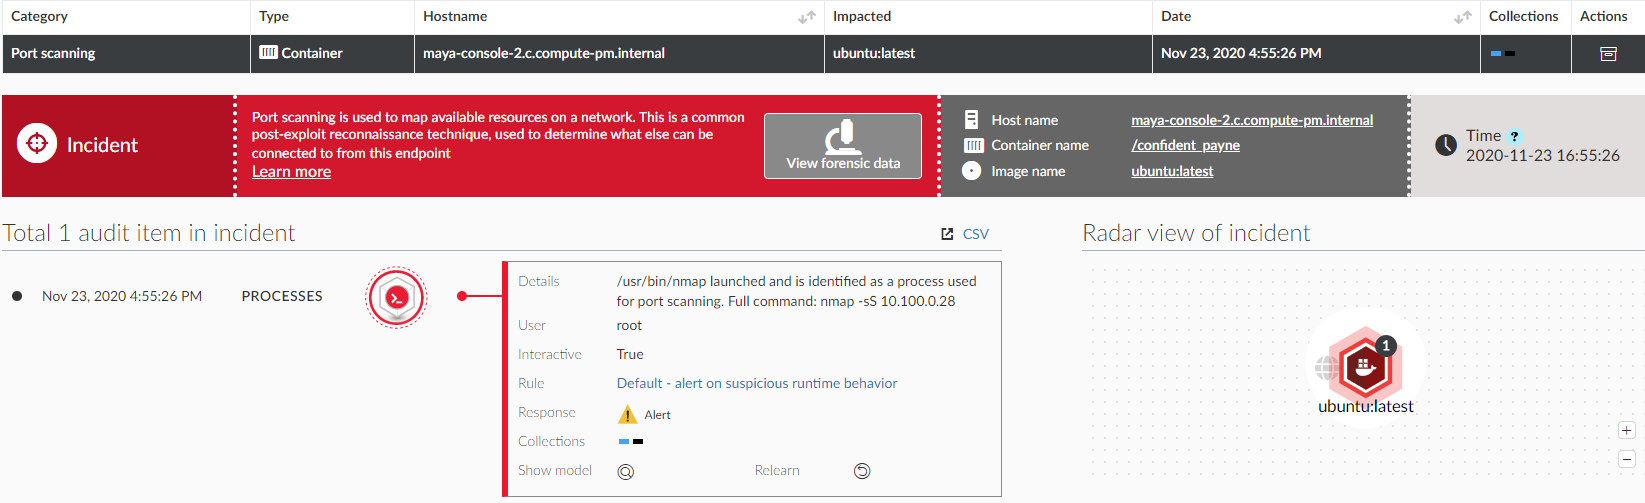 Category Type Hostname Impacted Date Collections Actions
Port scanning Container maya-console-2.c.compute-pm.internal ubuntu:latest Nov 23, 2020 4:55:26 PM
Incident
Port scanning is used to map available resources on a network. This is a common
post-exploit reconnaissance technique, used to determine what else can be
connected to from this endpoint
Learn more
View forensic data
Host name maya-console-2.c.compute-pm.internal
Container name /confident_payne
Image name ubuntu:latest
Time ?
2020-11-23 16:55:26
Total 1 audit item in incident
CSV
Nov 23, 2020 4:55:26 PM PROCESSES
Details /usr/bin/nmap launched and is identified as a process used
for port scanning. Full command: nmap -sS 10.100.0.28
User root
Interactive True
Rule Default - alert on suspicious runtime behavior
Response Alert
Collections
Show model Relearn
Radar view of incident
1
ubuntu:latest
+
−